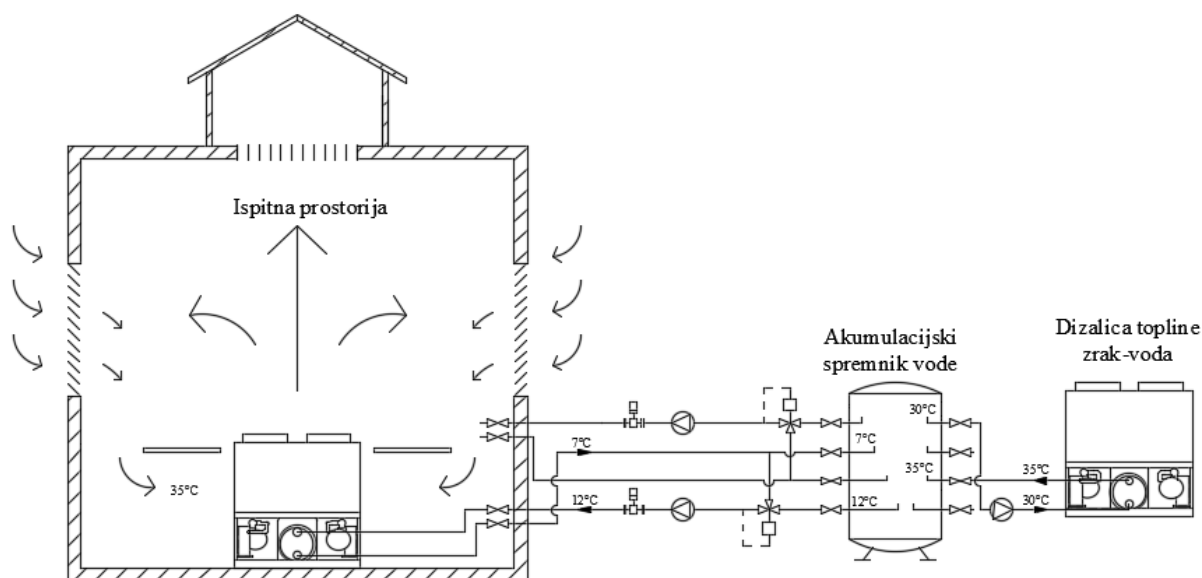 Ispitna prostorija
Akumulacijski
spremnik vode
Dizalica topline
zrak-voda
30°C
7°C
7°C
35°C
35°C
35°C
12°C
12°C
30°C